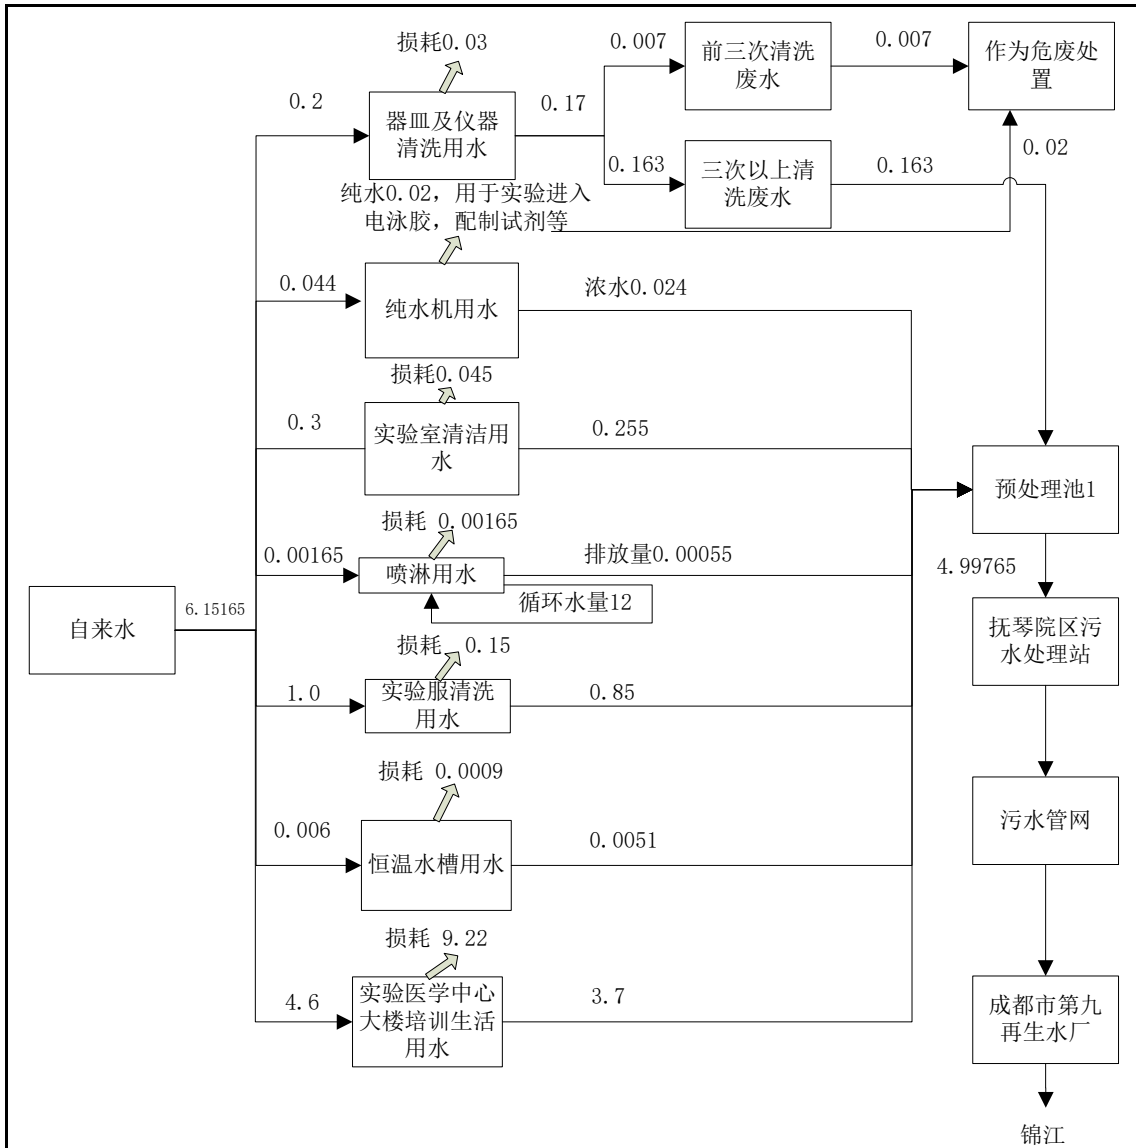 损耗0.03
0.007
前三次清洗
废水
0.007
作为危废处
置
0.2
器皿及仪器
清洗用水
0.17
0.163
三次以上清
洗废水
0.163
0.02
纯水0.02，用于实验进入
电泳胶，配制试剂等
0.044
纯水机用水
浓水0.024
损耗0.045
0.3
实验室清洁用
水
0.255
预处理池1
损耗 0.00165
0.00165
喷淋用水
排放量0.00055
循环水量12
4.99765
自来水
6.15165
抚琴院区污
水处理站
损耗 0.15
1.0
实验服清洗
用水
0.85
损耗 0.0009
0.006
恒温水槽用水
0.0051
污水管网
损耗 9.22
4.6
实验医学中心
大楼培训生活
用水
3.7
成都市第九
再生水厂
锦江